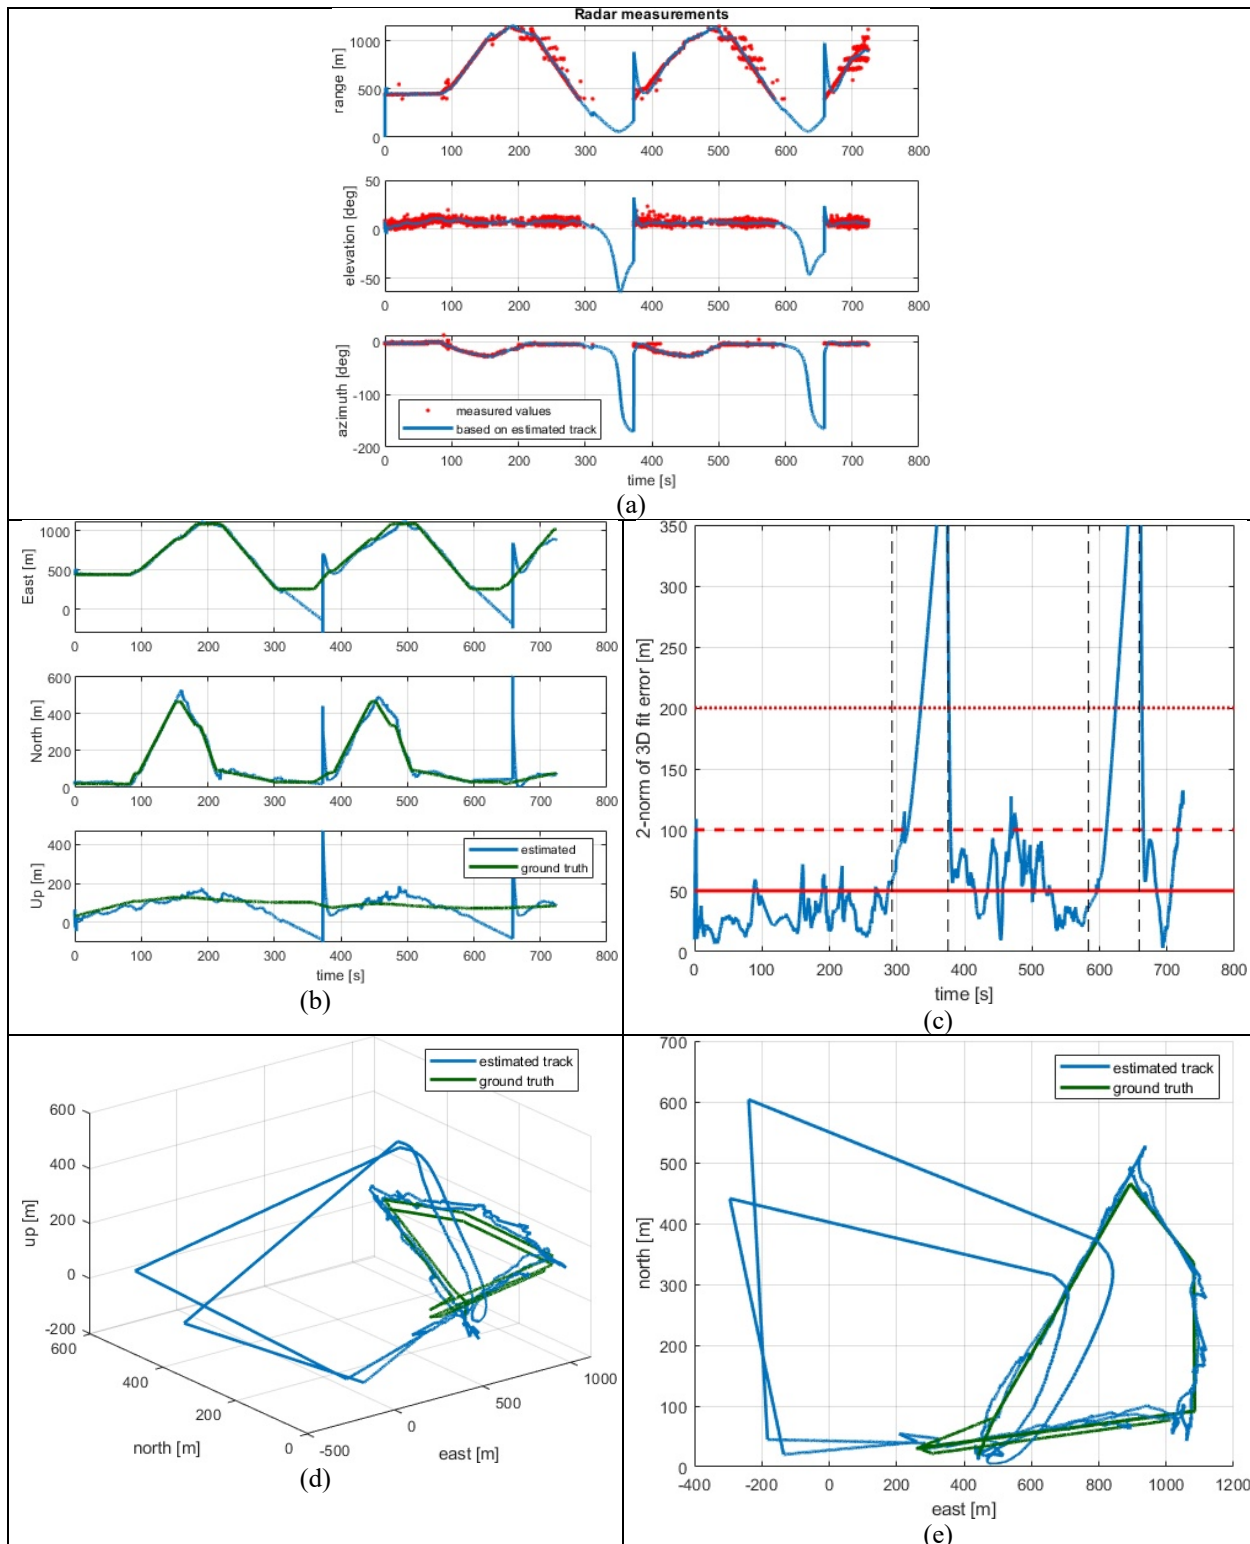 Radar measurements
range [m]
1000
500
0
0 100 200 300 400 500 600 700 800
elevation [deg]
50
0
-50
0 100 200 300 400 500 600 700 800
azimuth [deg]
0
-100
-200
measured values
based on estimated track
0 100 200 300 400 500 600 700 800
time [s]
(a)
East [m]
1000
500
0
0 100 200 300 400 500 600 700 800
North [m]
600
400
200
0
0 100 200 300 400 500 600 700 800
Up [m]
400
200
0
estimated
ground truth
0 100 200 300 400 500 600 700 800
time [s]
(b)
2-norm of 3D fit error [m]
350
300
250
200
150
100
50
0
0 100 200 300 400 500 600 700 800
time [s]
(c)
estimated track
ground truth
up [m]
600
400
200
0
-200
600
400
200
0
north [m]
-500
0
500
1000
east [m]
(d)
estimated track
ground truth
north [m]
700
600
500
400
300
200
100
0
-400 -200 0 200 400 600 800 1000 1200
east [m]
(e)